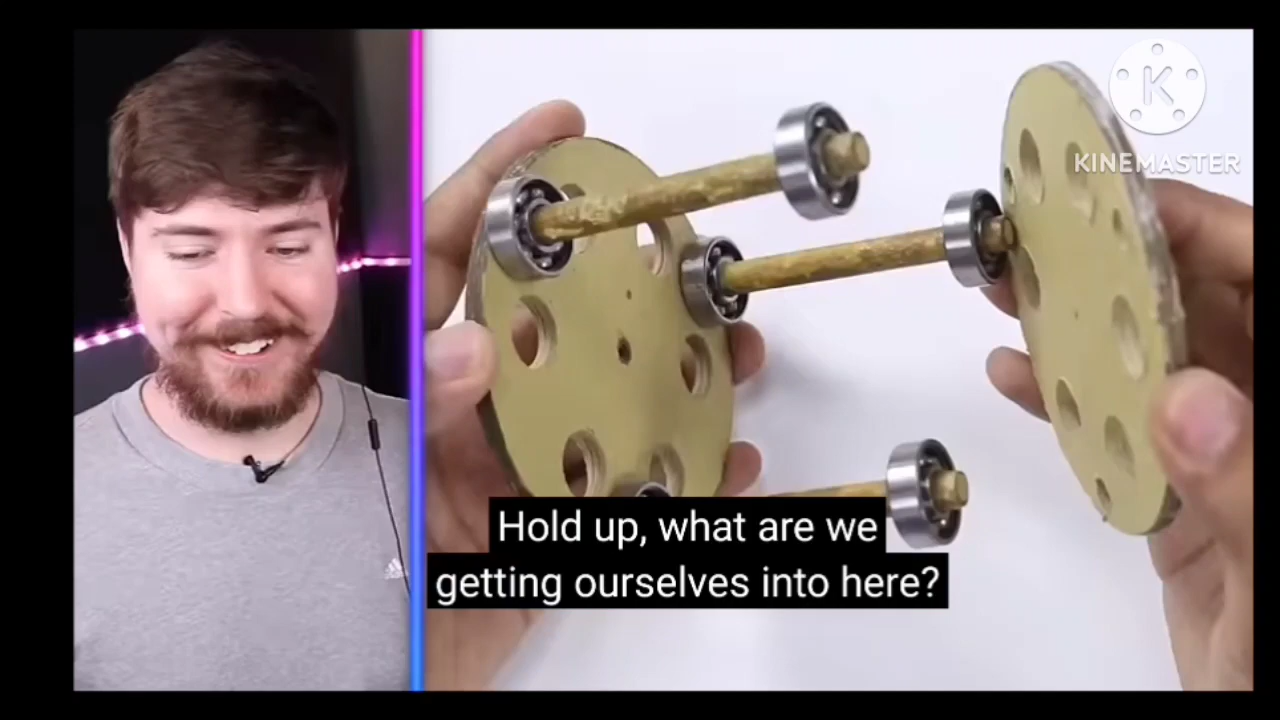 K
KINEMASTER
Hold up, what are we
getting ourselves into here?